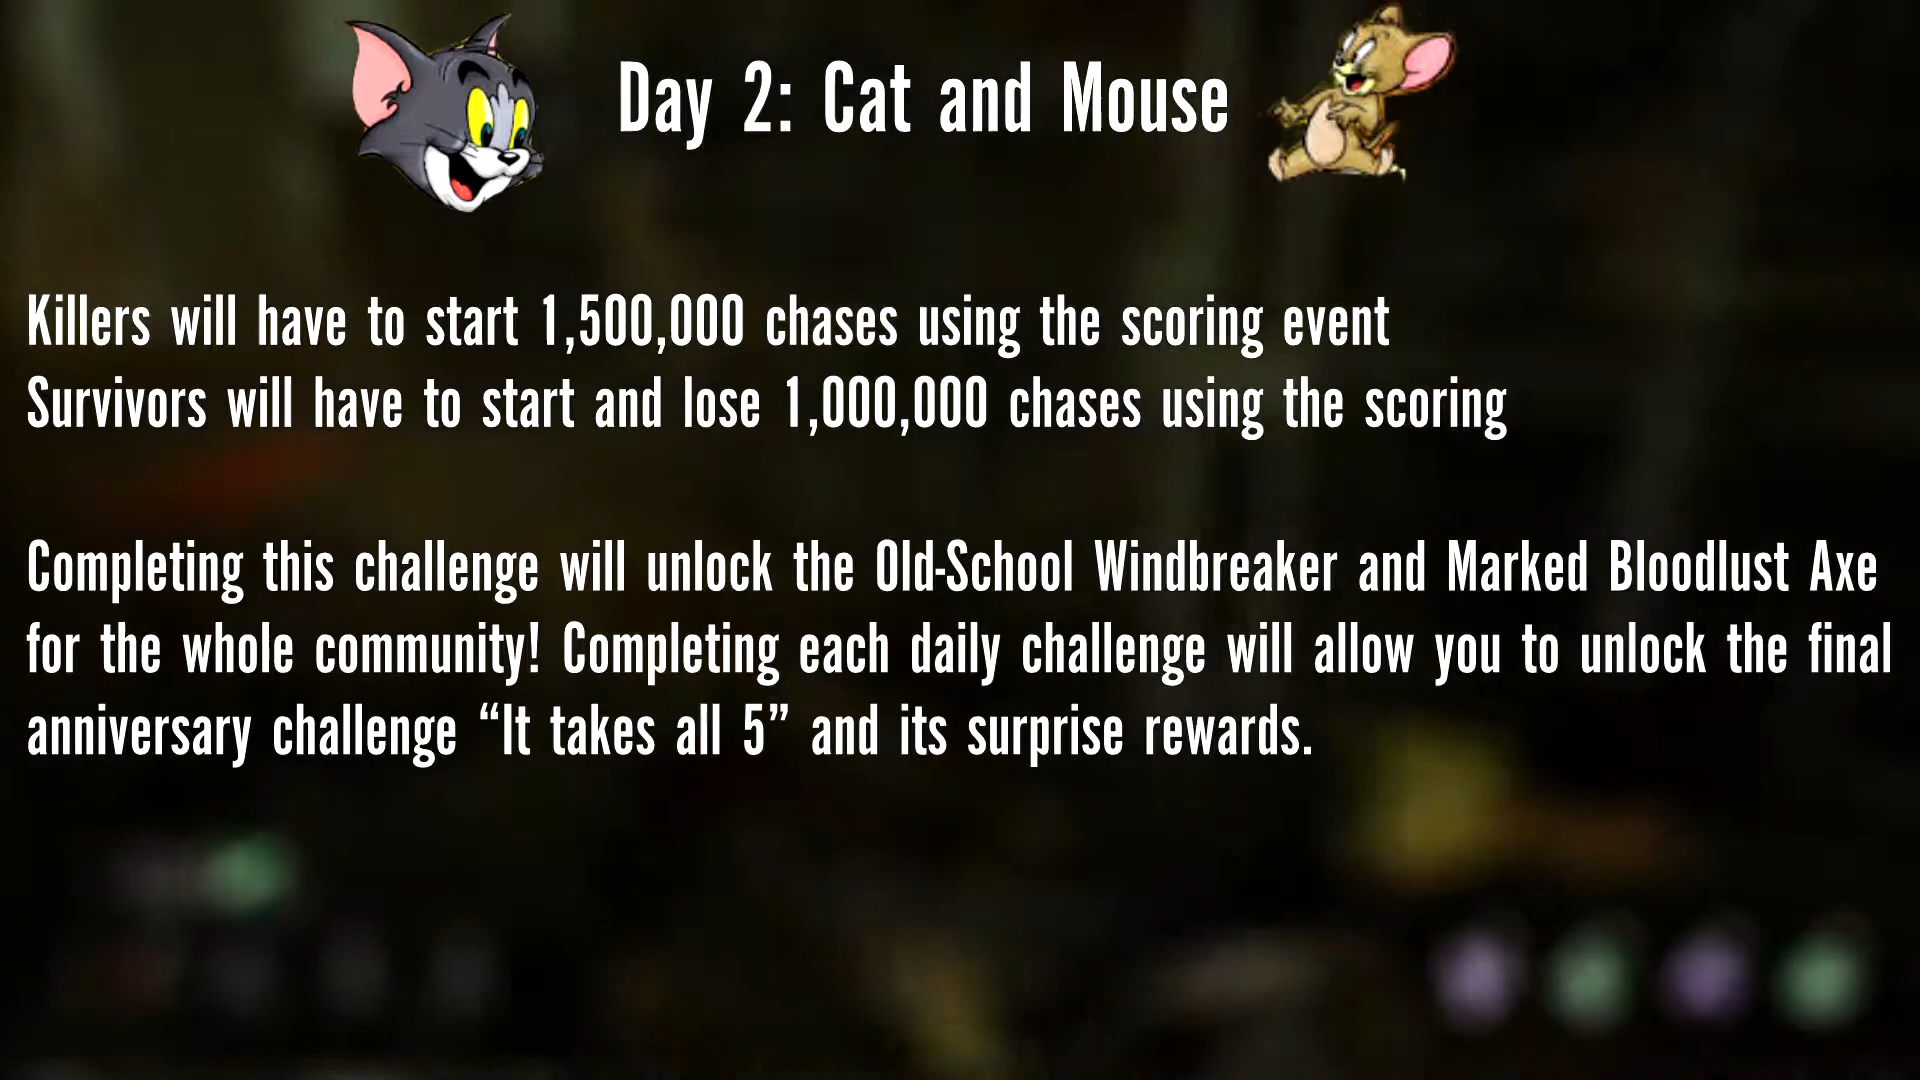 Day 2: Cat and Mouse
Killers will have to start 1,500,000 chases using the scoring event
Survivors will have to start and lose 1,000,000 chases using the scoring
Completing this challenge will unlock the Old-School Windbreaker and Marked Bloodlust Axe
for the whole community! Completing each daily challenge will allow you to unlock the final
anniversary challenge “It takes all 5” and its surprise rewards.